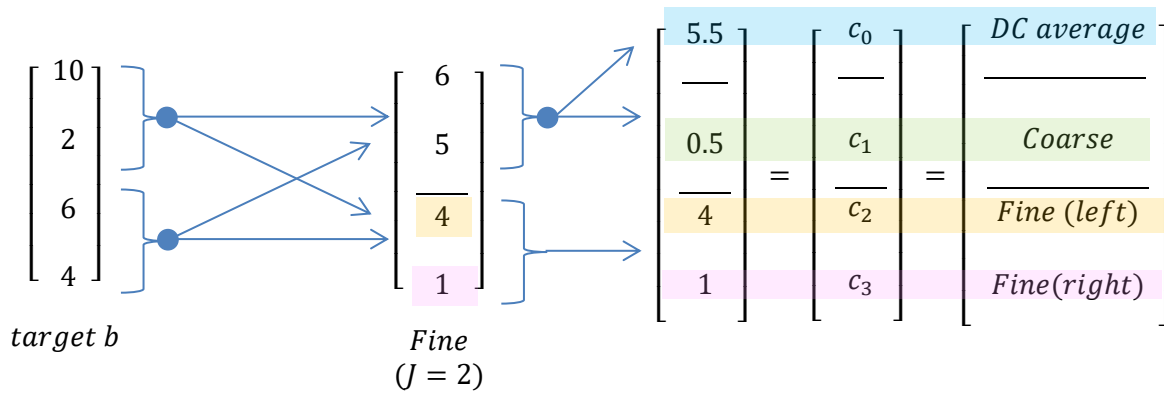 10
2
6
4
target b
6
5
4
1
Fine
(J = 2)
5.5
0.5
4
1
=
c₀
c₁
c₂
c₃
=
DC average
Coarse
Fine (left)
Fine(right)